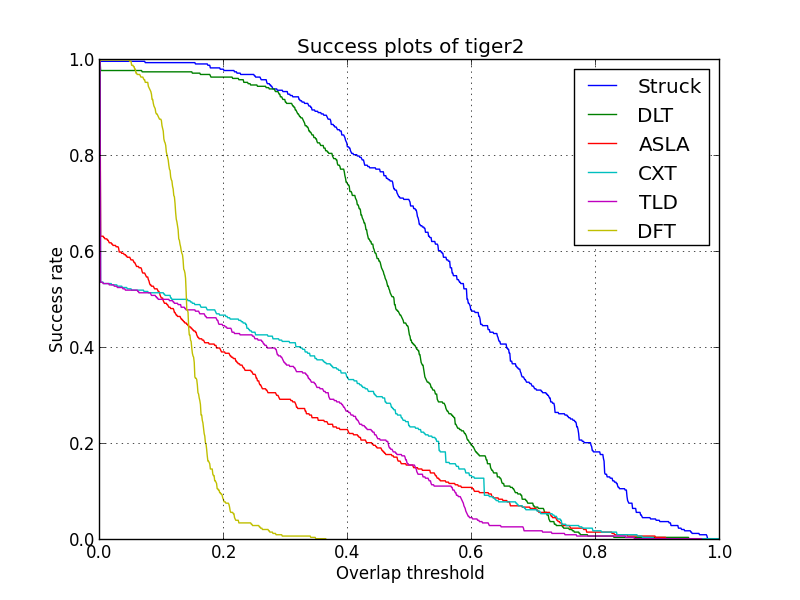 Success plots of tiger2
1.0
0.8
0.6
0.4
0.2
0.0
Success rate
Struck
DLT
ASLA
CXT
TLD
DFT
0.0 0.2 0.4 0.6 0.8 1.0
Overlap threshold